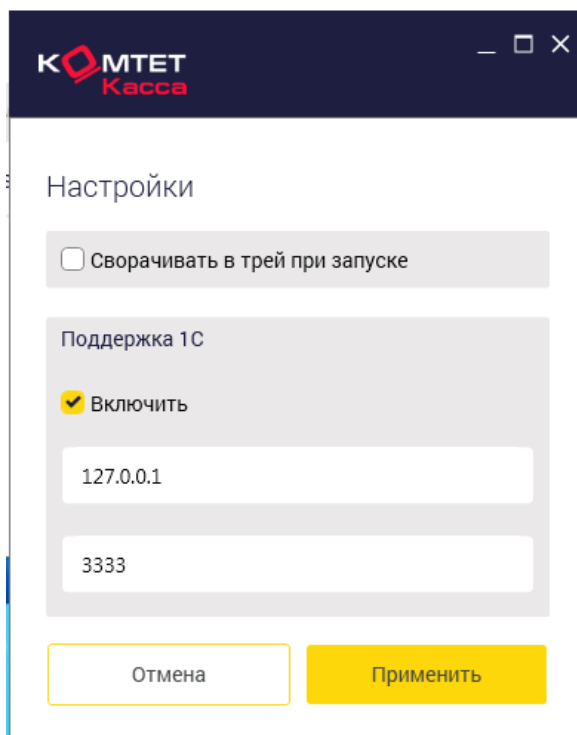 КОМТЕТ
Касса
Настройки
Сворачивать в трей при запуске
Поддержка 1С
Включить
127.0.0.1
3333
Отмена
Применить